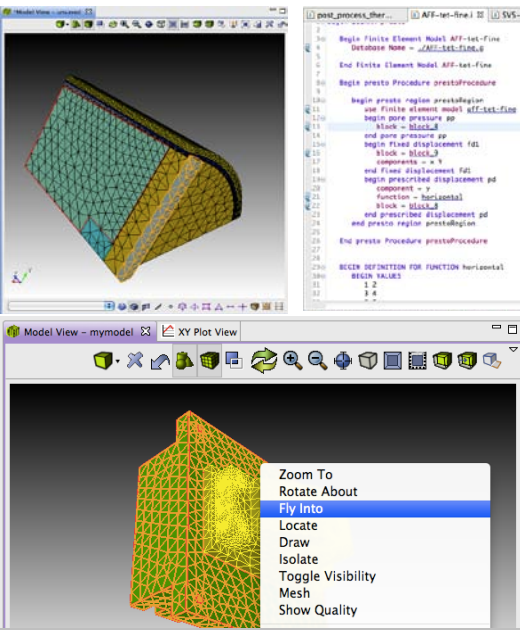 *Model View - unsaved
post_process_ther...
AFF-tet-fine.i
SVS-
Begin Finite Element Model AFF-tet-fine
Database Name = ./AFF-tet-fine.g
End Finite Element Model AFF-tet-fine
Begin presto Procedure prestoProcedure
begin presto region prestoRegion
use finite element model aff-tet-fine
begin pore pressure pp
block = block_8
end pore pressure pp
begin fixed displacement fd1
block = block_9
components = x Y
end fixed displacement fd1
begin prescribed displacement pd
component = y
function = horizontal
block = block_8
end prescribed displacement pd
end presto region prestoRegion
End presto Procedure prestoProcedure
BEGIN DEFINITION FOR FUNCTION horizontal
BEGIN VALUES
1 2
3 4
Model View - mymodel
XY Plot View
Zoom To
Rotate About
Fly Into
Locate
Draw
Isolate
Toggle Visibility
Mesh
Show Quality